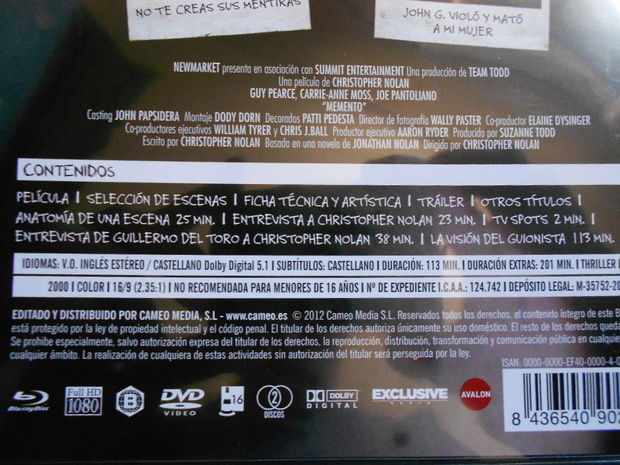 NO TE CREAS SUS MENTIRAS
JOHN G. VIOLÓ Y MATÓ
A MI MUJER
NEWMARKET presenta en asociación con SUMMIT ENTERTAINMENT Una producción de TEAM TODD
Una película de CHRISTOPHER NOLAN
GUY PEARCE, CARRIE-ANNE MOSS, JOE PANTOLIANO
"MEMENTO"
Casting JOHN PAPSIDERA Montaje DODY DORN Decorados PATTI PEDESTA Director de fotografía WALLY PASTER Co-productor ELAINE DYSINGER
Co-productores ejecutivos WILLIAM TYRER y CHRIS J.BALL Productor ejecutivo AARON RYDER Producido por SUZANNE TODD
Escrito por CHRISTOPHER NOLAN Basado en una novela de JONATHAN NOLAN Dirigido por CHRISTOPHER NOLAN
CONTENIDOS
PELÍCULA | SELECCIÓN DE ESCENAS | FICHA TÉCNICA Y ARTÍSTICA | TRÁILER | OTROS TÍTULOS |
ANATOMÍA DE UNA ESCENA 25 MIN. | ENTREVISTA A CHRISTOPHER NOLAN 23 MIN. | TV SPOTS 2 MIN. |
ENTREVISTA DE GUILLERMO DEL TORO A CHRISTOPHER NOLAN 38 MIN. | LA VISIÓN DEL GUIONISTA 113 MIN.
IDIOMAS: V.O. INGLÉS ESTÉREO / CASTELLANO Dolby Digital 5.1 | SUBTÍTULOS: CASTELLANO | DURACIÓN: 113 MIN. | DURACIÓN EXTRAS: 201 MIN. | THRILLER
2000 | COLOR | 16/9 (2.35:1) | NO RECOMENDADA PARA MENORES DE 16 AÑOS | Nº DE EXPEDIENTE I.C.A.A.: 124.742 | DEPÓSITO LEGAL: M-35752-20
EDITADO Y DISTRIBUIDO POR CAMEO MEDIA, S.L - www.cameo.es © 2012 Cameo Media S.L. Reservados todos los derechos. el contenido íntegro de este B
está protegido por la ley de propiedad intelectual y el código penal. El titular de los derechos autoriza únicamente su uso doméstico. El resto de los derechos queda
Se prohíbe especialmente, salvo autorización expresa del titular de los derechos, la reproducción, distribución, transformación y comunicación pública en cualquier
cualquier ámbito. La realización de cualquiera de estas actividades sin autorización del titular será perseguida por la ley.
ISAN: 0000-0000-EF40-0000-4-0
Blu-ray Disc
Full HD
1080
B
DVD
VIDEO
16
2
DISCOS
DOLBY
DIGITAL
EXCLUSIVE
AVALON
8 436540 902